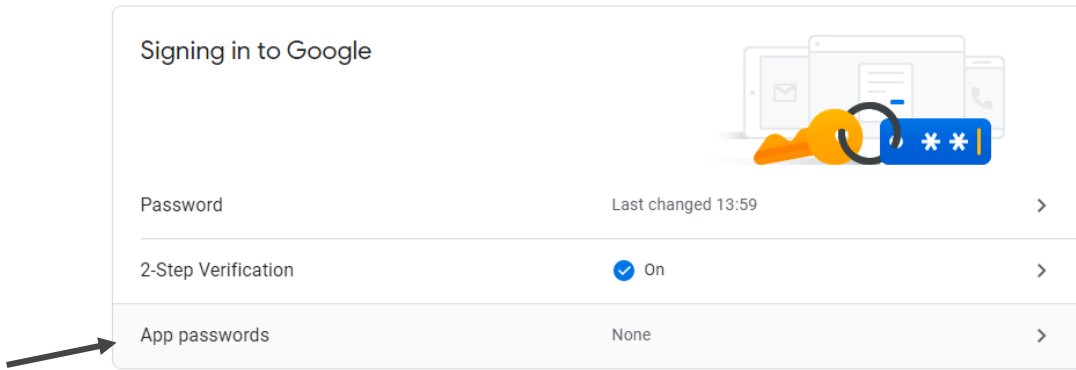 Signing in to Google
**
Password Last changed 13:59
2-Step Verification On
App passwords None